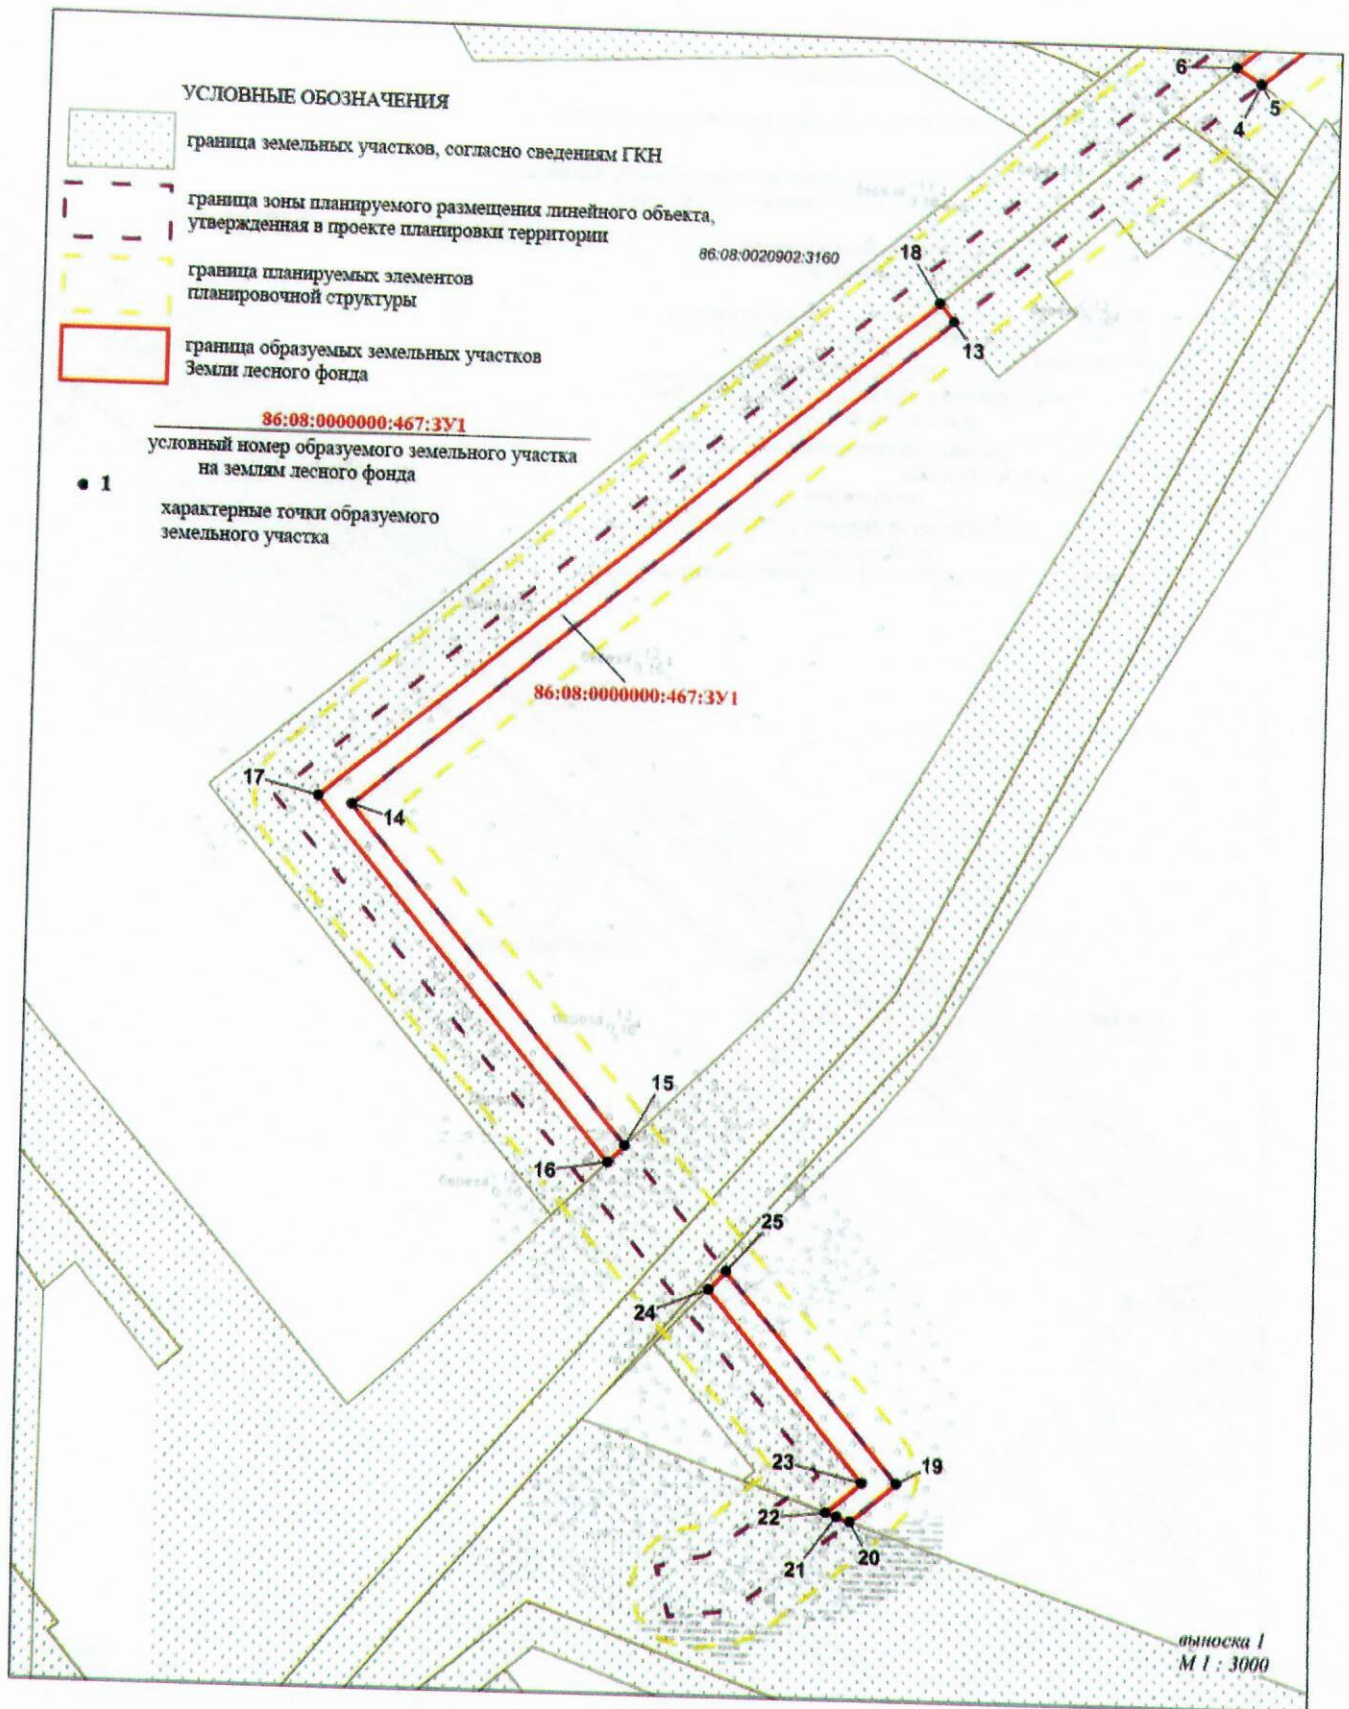 УСЛОВНЫЕ ОБОЗНАЧЕНИЯ
граница земельных участков, согласно сведениям ГКН
граница зоны планируемого размещения линейного объекта,
утвержденная в проекте планировки территории
граница планируемых элементов
планировочной структуры
граница образуемых земельных участков
Земли лесного фонда
86:08:0000000:467:ЗУ1
условный номер образуемого земельного участка
на землям лесного фонда
1
характерные точки образуемого
земельного участка
6
4
5
86:08:0020902:3160
18
13
86:08:0000000:467:ЗУ1
17
14
15
16
25
24
23
19
22
21
20
выноска 1
М 1 : 3000